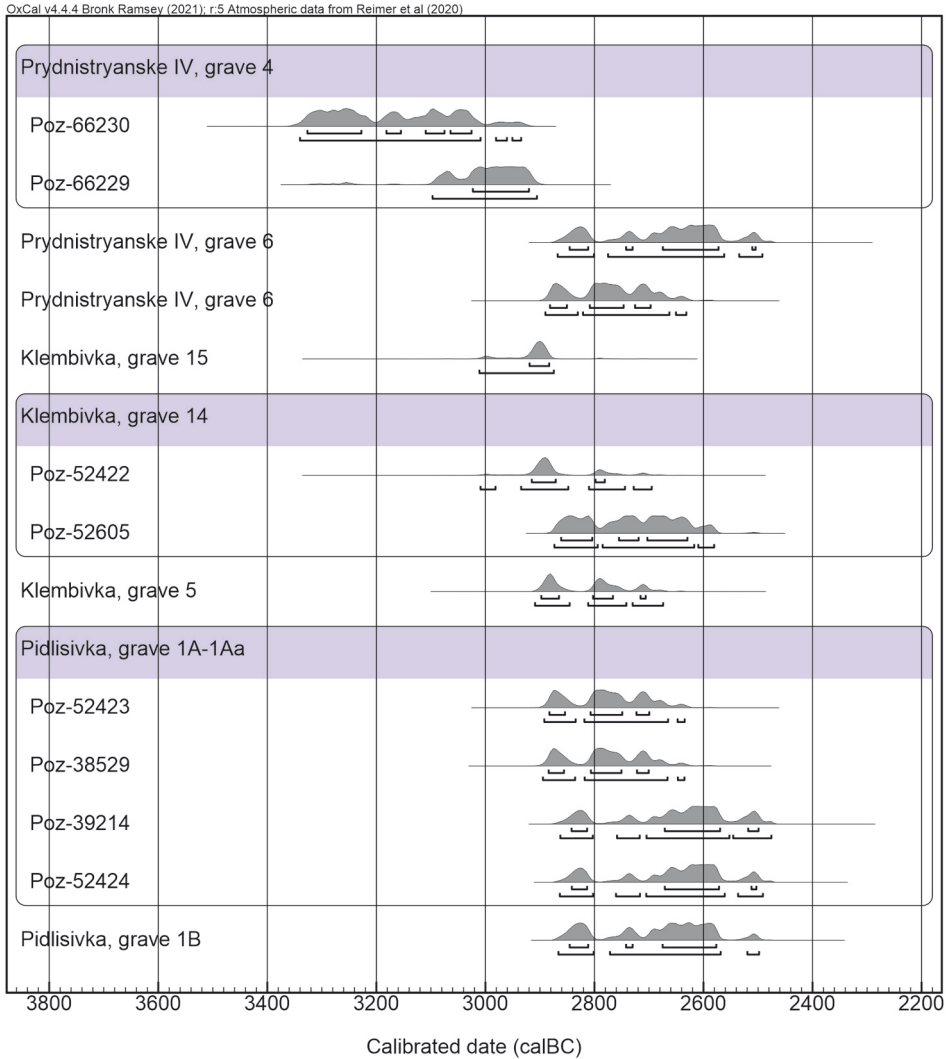 OxCal v4.4.4 Bronk Ramsey (2021); r:5 Atmospheric data from Reimer et al (2020)
Prydnistryanske IV, grave 4
Poz-66230
Poz-66229
Prydnistryanske IV, grave 6
Prydnistryanske IV, grave 6
Klembivka, grave 15
Klembivka, grave 14
Poz-52422
Poz-52605
Klembivka, grave 5
Pidlisivka, grave 1A-1Aa
Poz-52423
Poz-38529
Poz-39214
Poz-52424
Pidlisivka, grave 1B
3800 3600 3400 3200 3000 2800 2600 2400 2200
Calibrated date (calBC)